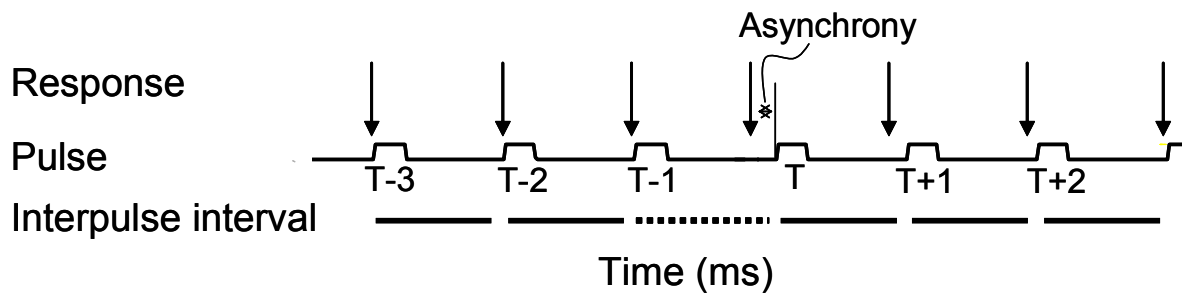 Asynchrony
Response
Pulse
T-3 T-2 T-1 T T+1 T+2
Interpulse interval
Time (ms)